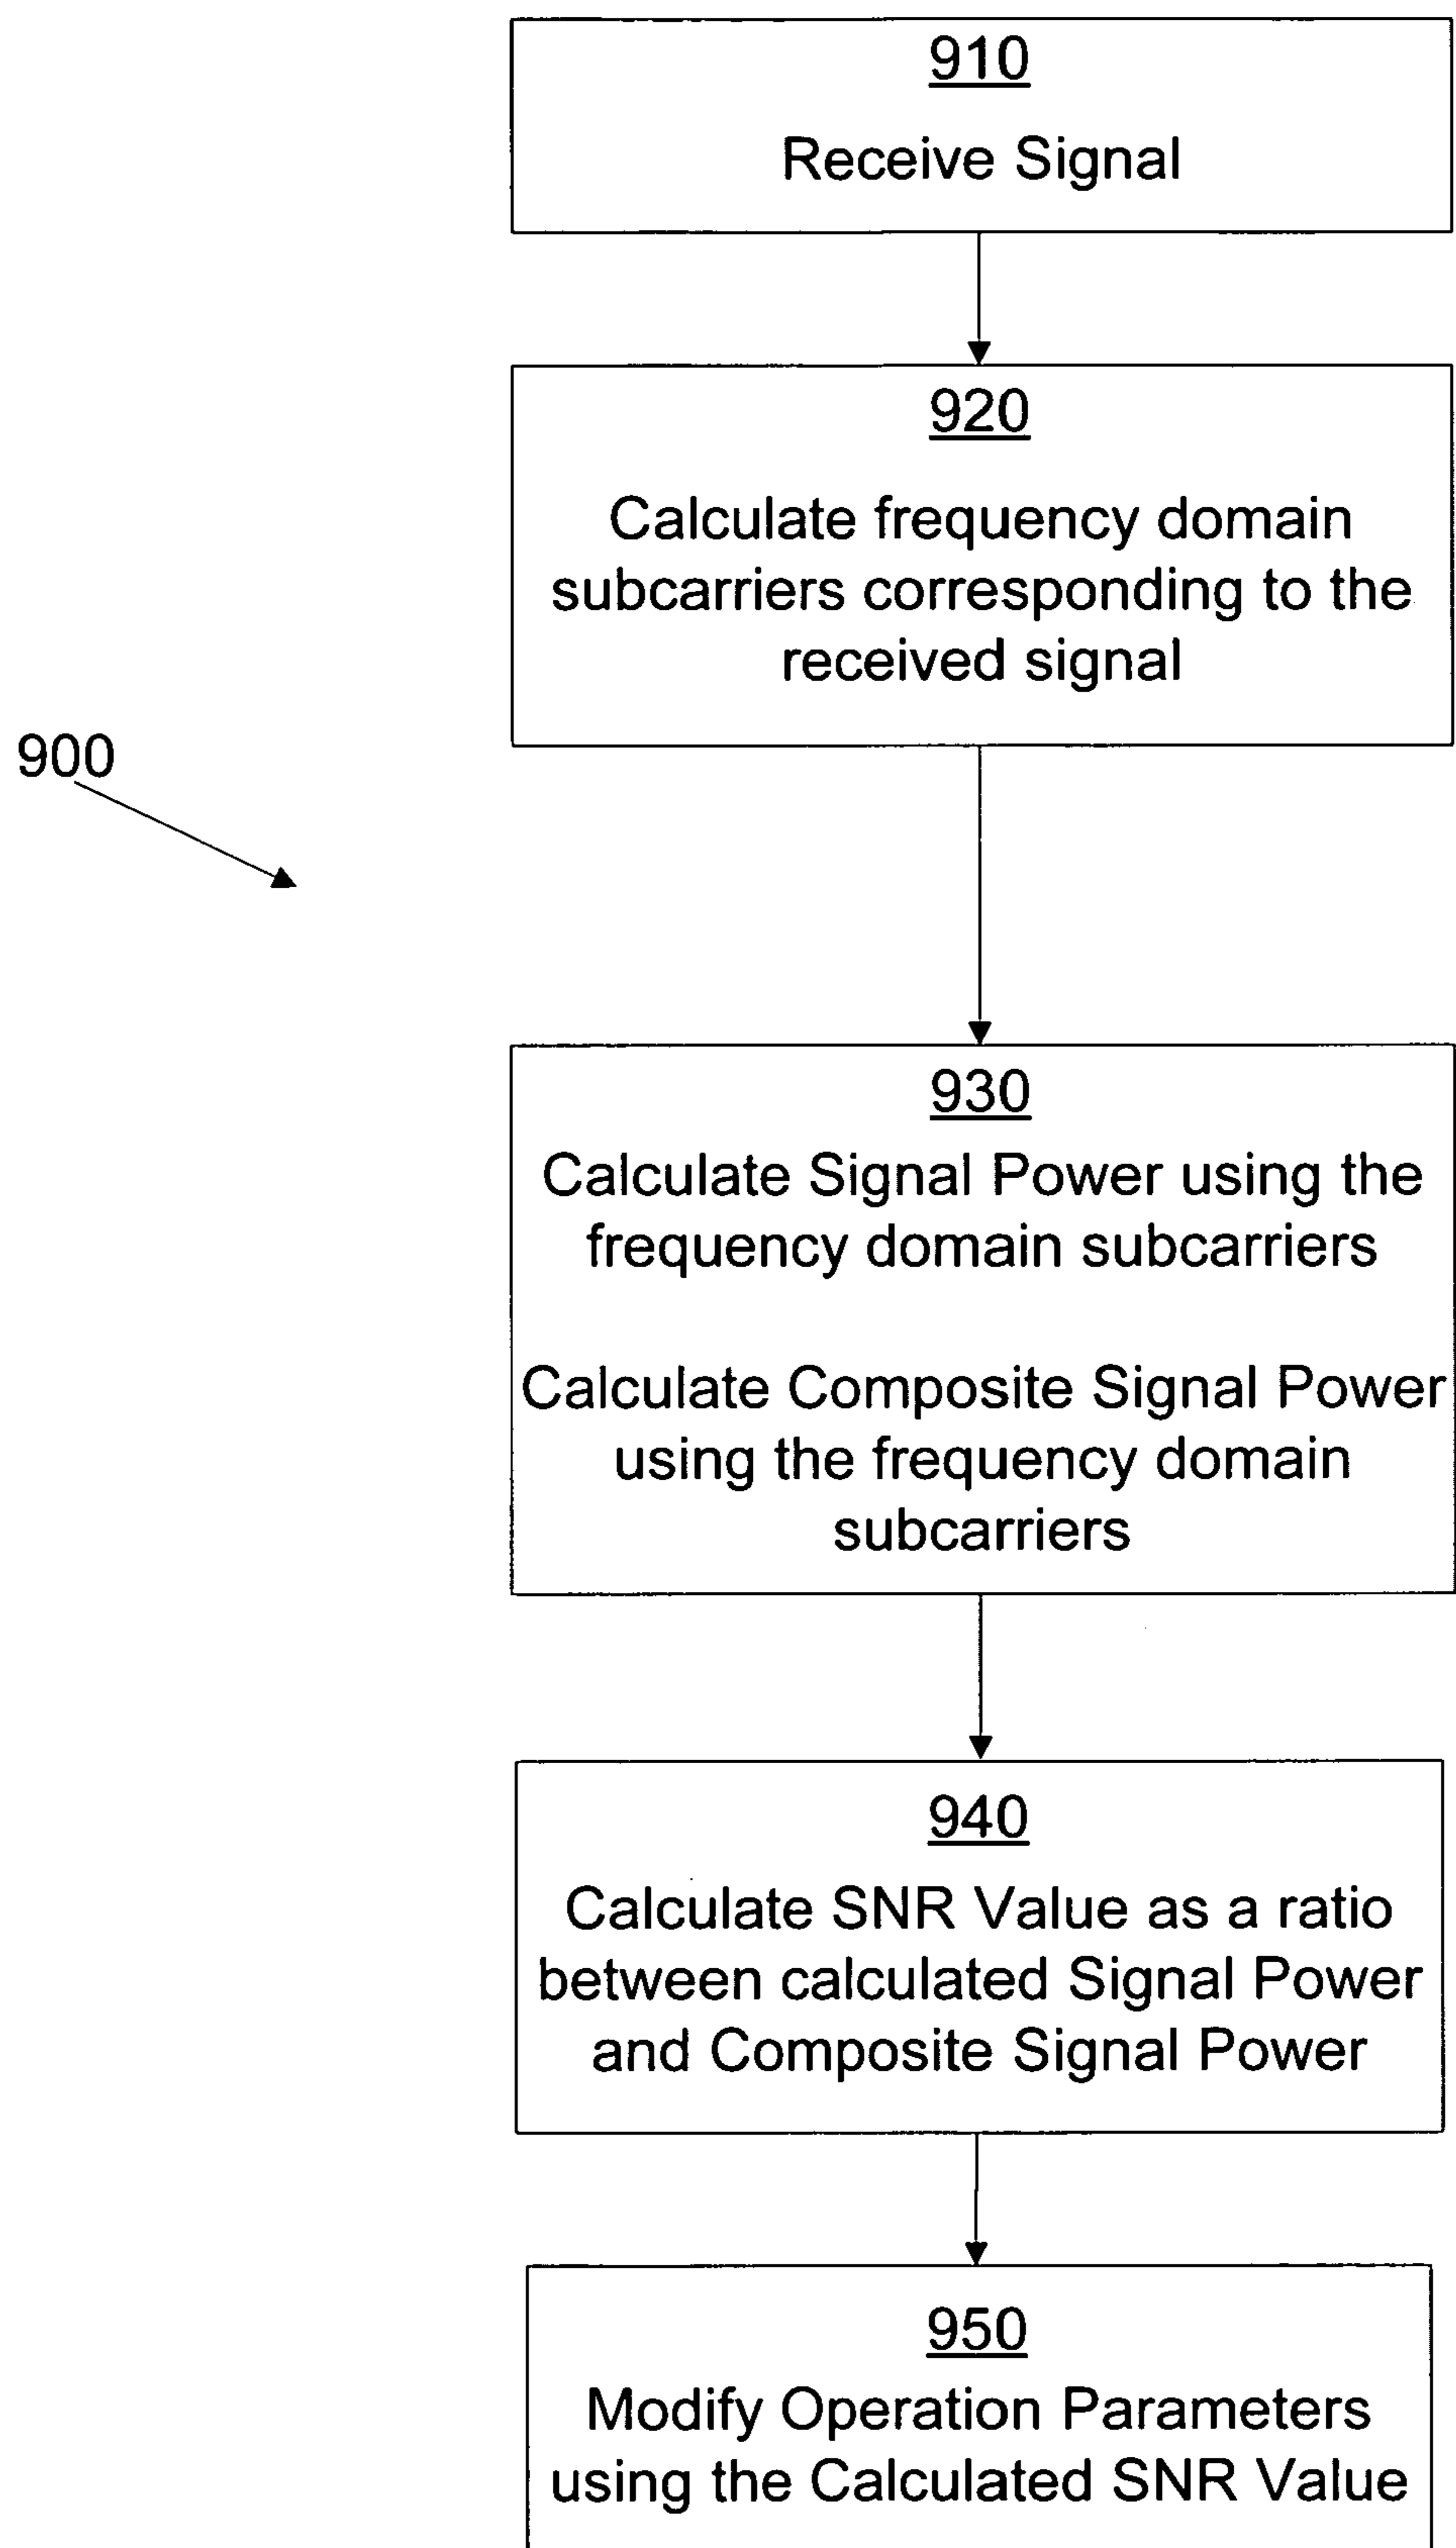 910
Receive Signal
920
Calculate frequency domain
subcarriers corresponding to the
received signal
900
930
Calculate Signal Power using the
frequency domain subcarriers
Calculate Composite Signal Power
using the frequency domain
subcarriers
940
Calculate SNR Value as a ratio
between calculated Signal Power
and Composite Signal Power
950
Modify Operation Parameters
using the Calculated SNR Value